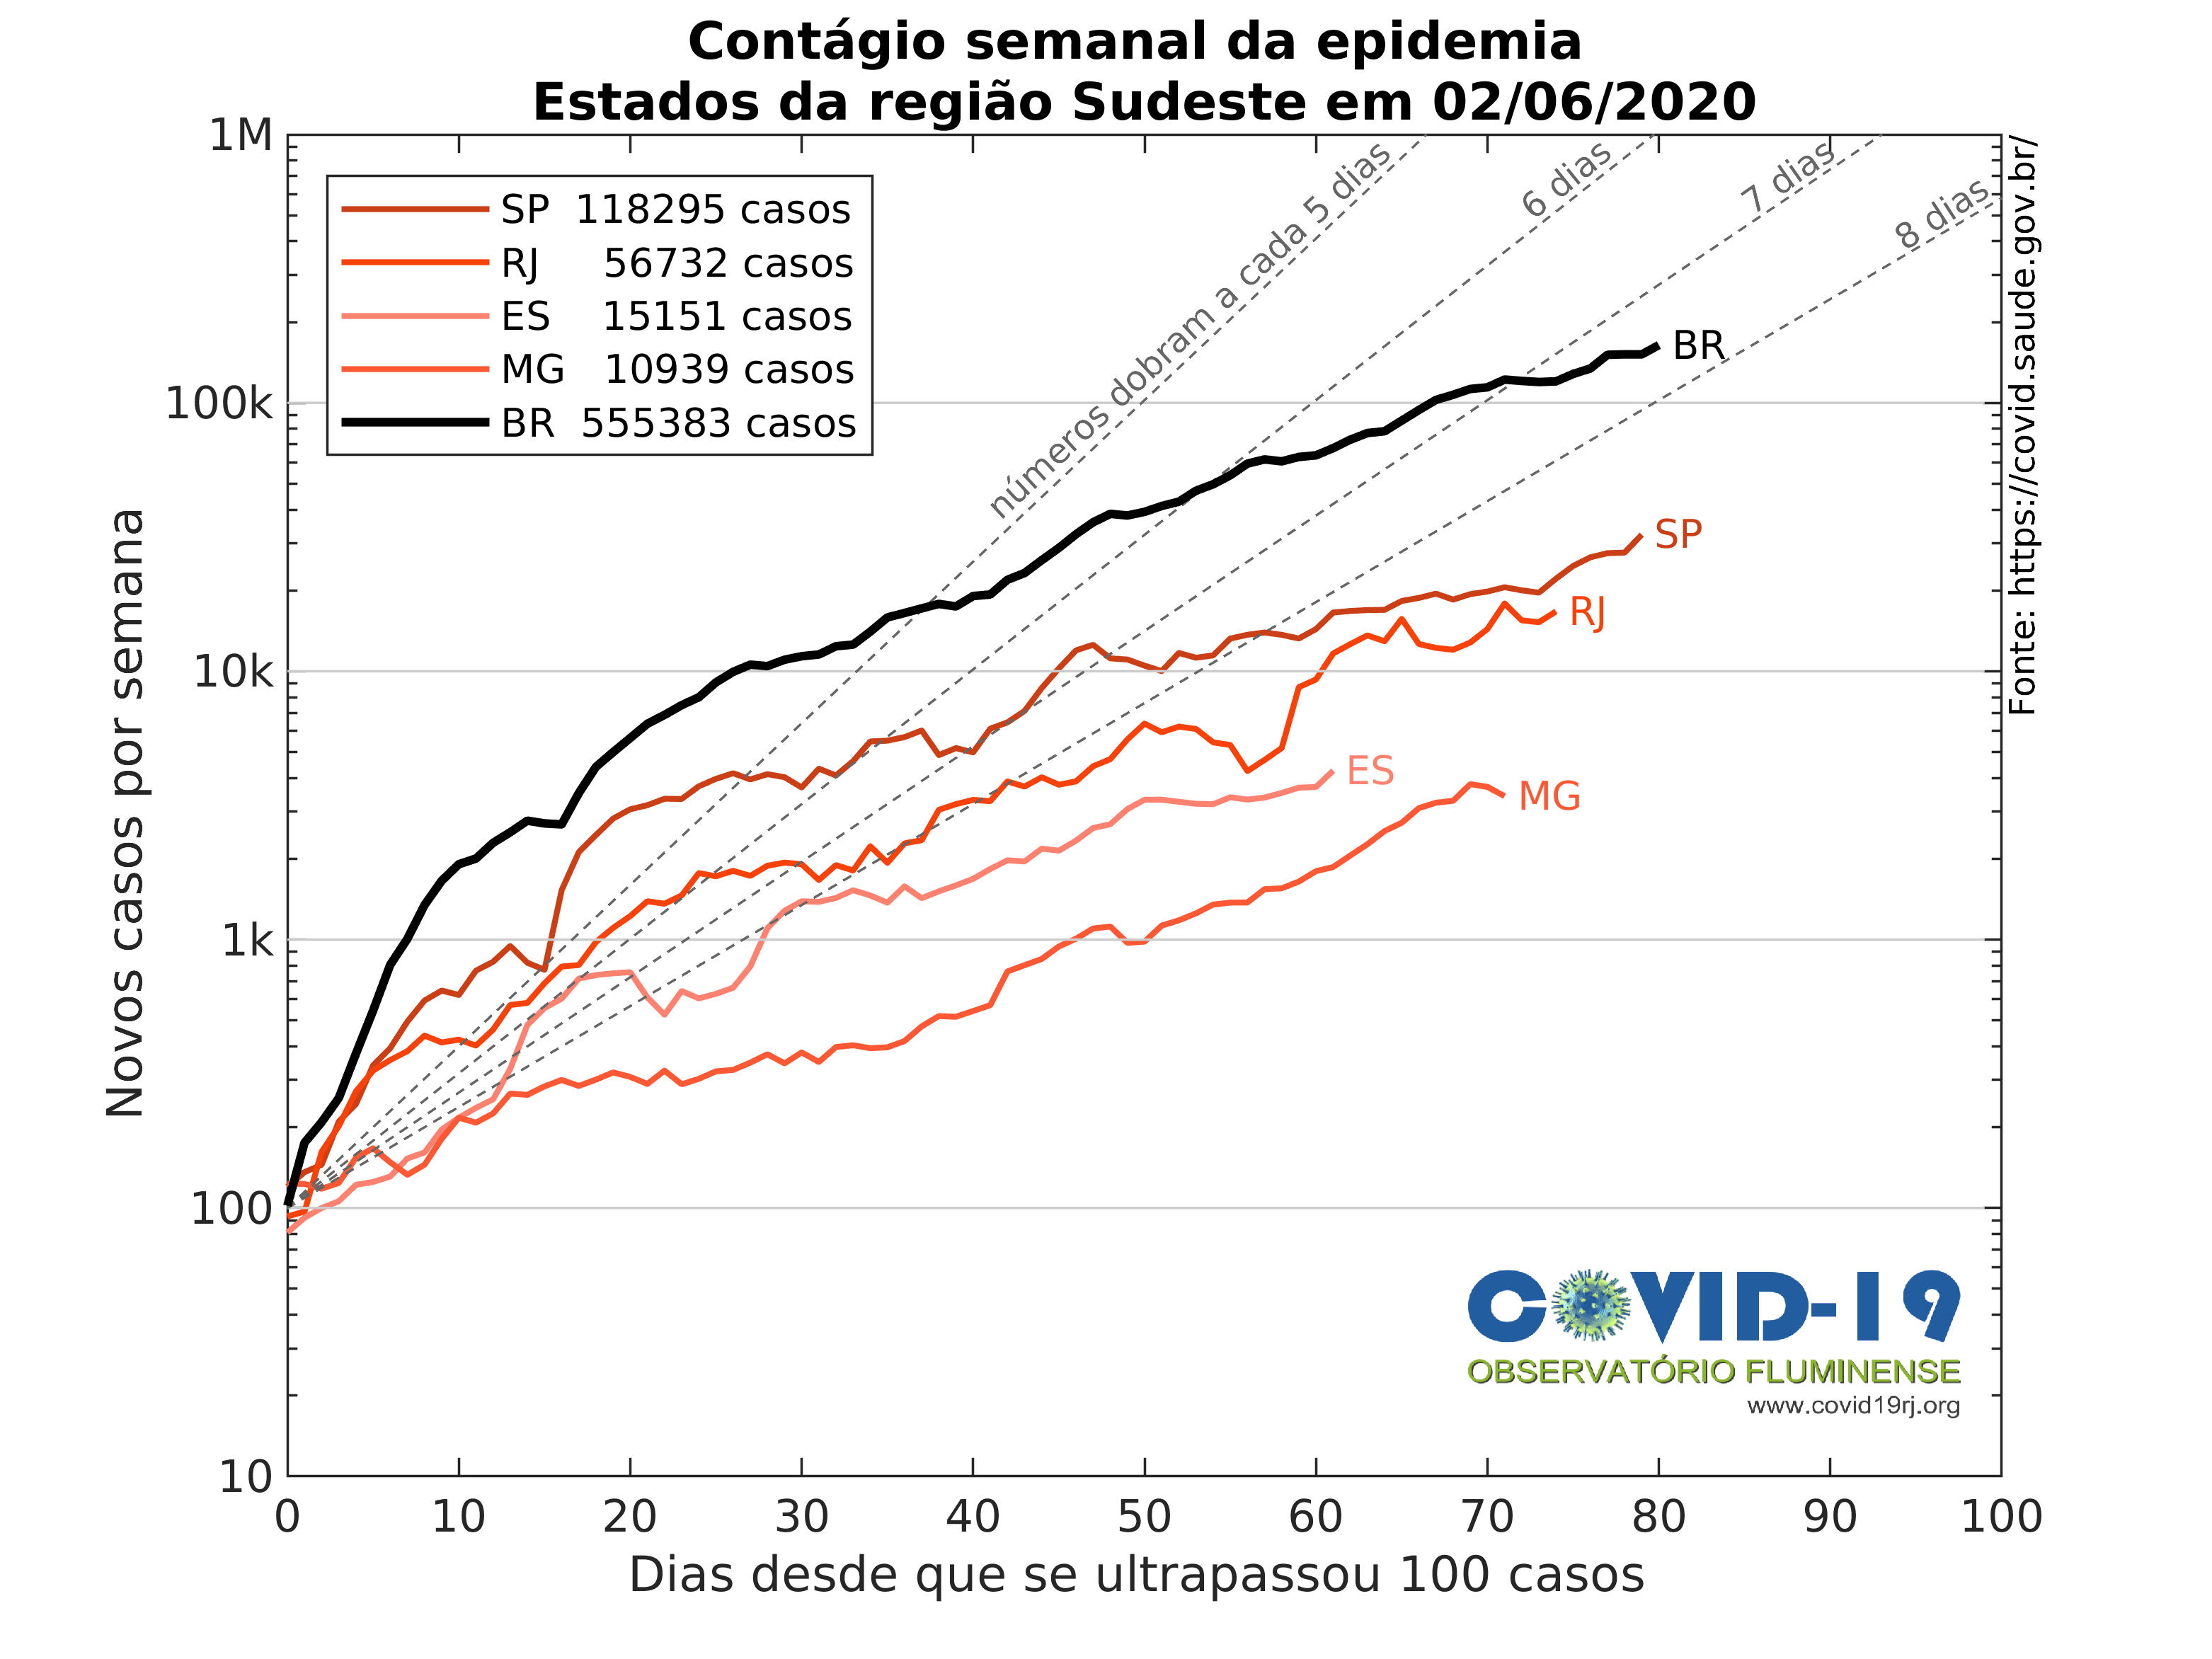 Contágio semanal da epidemia
Estados da região Sudeste em 02/06/2020
1M
100k
10k
1k
100
10
Novos casos por semana
SP 118295 casos
RJ 56732 casos
ES 15151 casos
MG 10939 casos
BR 555383 casos
números dobram a cada 5 dias
6 dias
7 dias
8 dias
BR
SP
RJ
ES
MG
Fonte: https://covid.saude.gov.br/
COVID-19
OBSERVATÓRIO FLUMINENSE
www.covid19rj.org
0 10 20 30 40 50 60 70 80 90 100
Dias desde que se ultrapassou 100 casos